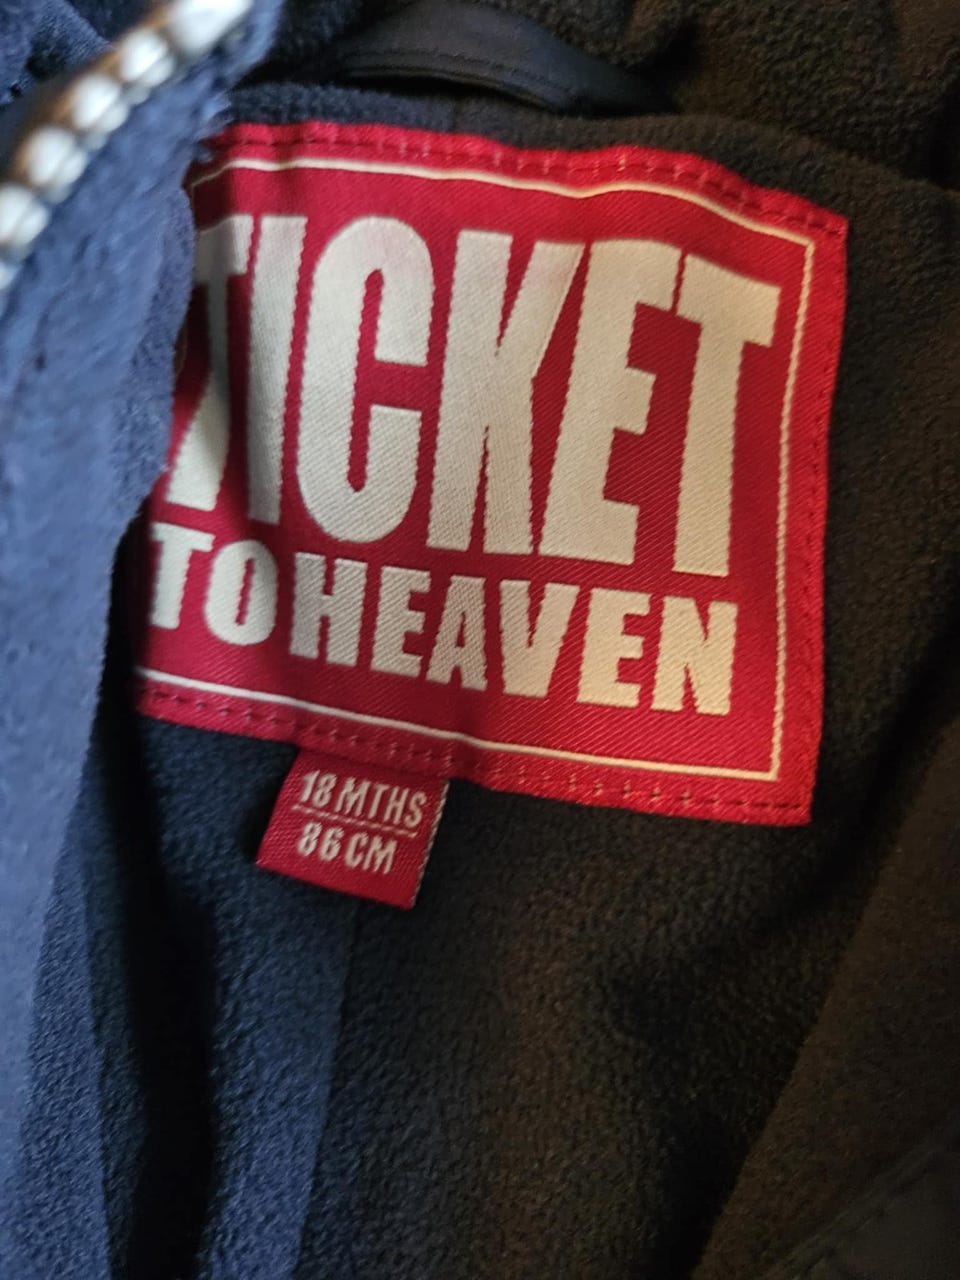 TICKET
TO HEAVEN
18 MTHS
86 CM